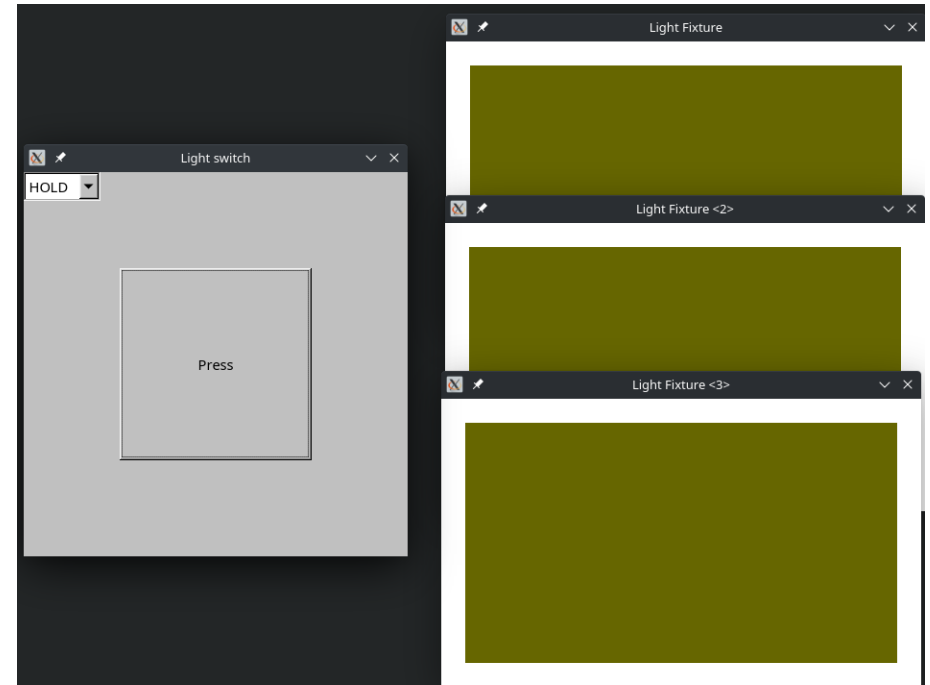 Light switch
HOLD
Press
Light Fixture
Light Fixture <2>
Light Fixture <3>